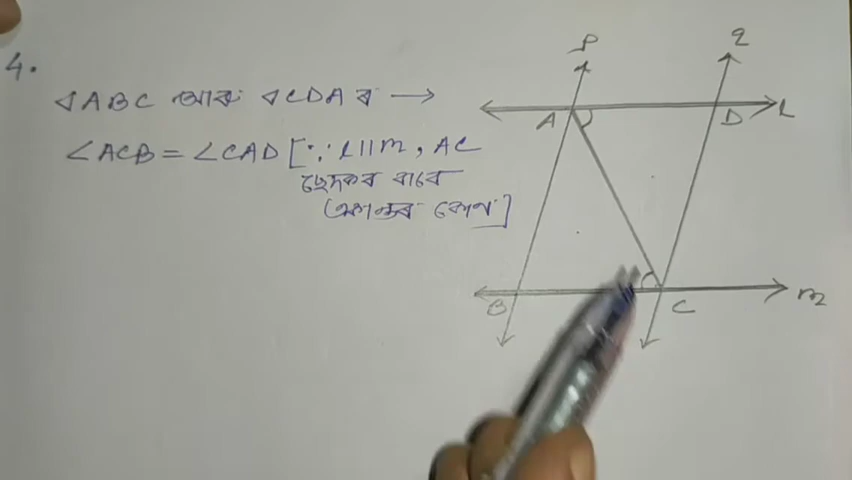 4.
∆ABC আৰু ∆CDA ৰ →
∠ACB = ∠CAD [∵ l || m, AC
ছেদকৰ বাবে
একান্তৰ কোণ]
p
q
A
D
l
B
C
m